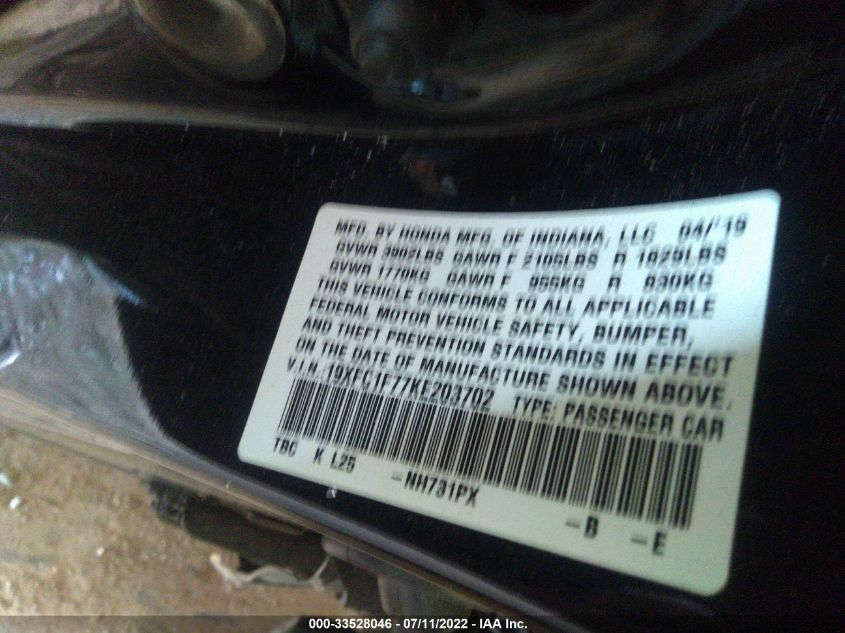 MFD. BY HONDA MFG. OF INDIANA, LLC 04/'19
GVWR 3902LBS GAWR F 2105LBS R 1829LBS
GVWR 1770KG GAWR F 955KG R 830KG
THIS VEHICLE CONFORMS TO ALL APPLICABLE
FEDERAL MOTOR VEHICLE SAFETY, BUMPER,
AND THEFT PREVENTION STANDARDS IN EFFECT
ON THE DATE OF MANUFACTURE SHOWN ABOVE.
V.I.N. 19XFC1F77KE203702 TYPE: PASSENGER CAR
TBG K L25 -NH731PX -B -E
000-33528046 - 07/11/2022 - IAA Inc.